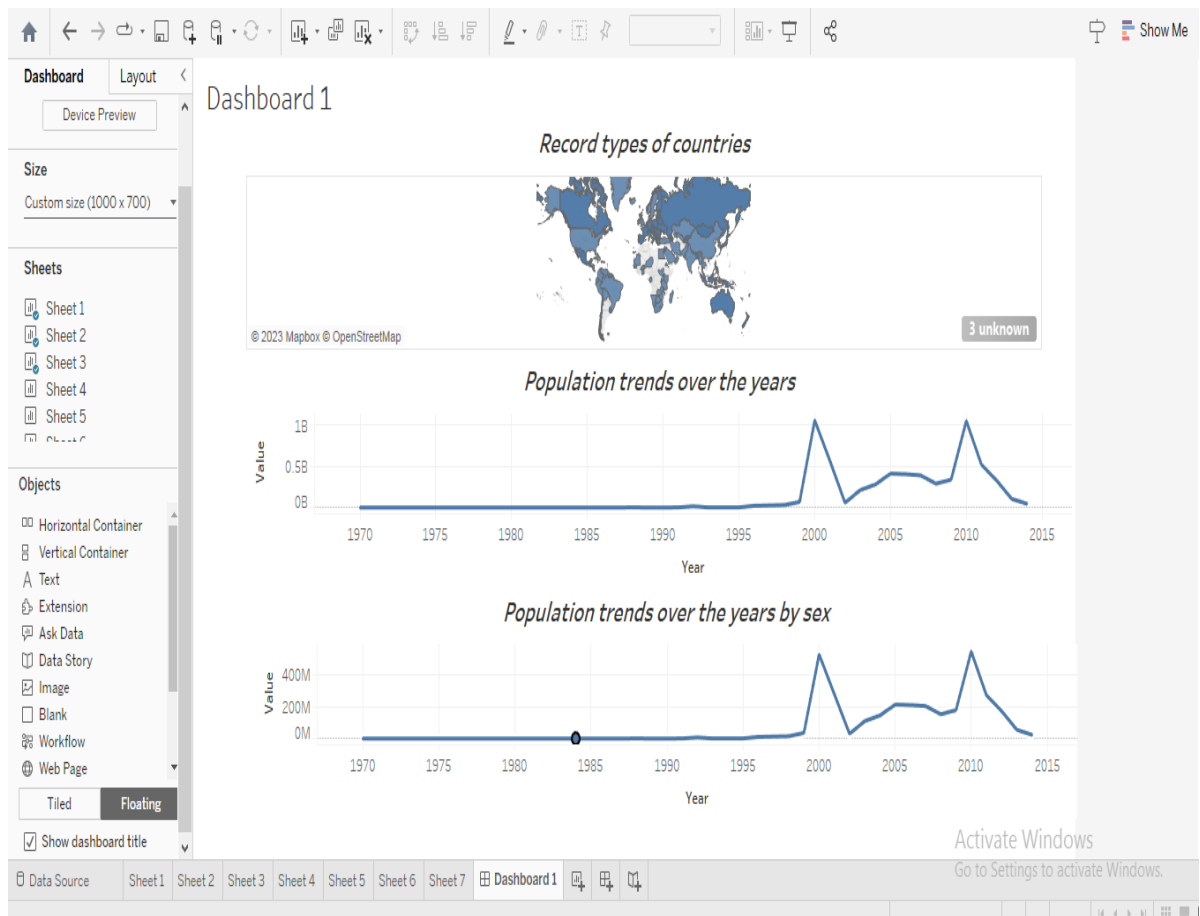 Show Me
Dashboard
Layout
Device Preview
Size
Custom size (1000 x 700)
Sheets
Sheet 1
Sheet 2
Sheet 3
Sheet 4
Sheet 5
Objects
Horizontal Container
Vertical Container
Text
Extension
Ask Data
Data Story
Image
Blank
Workflow
Web Page
Tiled
Floating
Show dashboard title
Dashboard 1
Record types of countries
© 2023 Mapbox © OpenStreetMap
3 unknown
Population trends over the years
Value
1B
0.5B
0B
1970 1975 1980 1985 1990 1995 2000 2005 2010 2015
Year
Population trends over the years by sex
Value
400M
200M
0M
1970 1975 1980 1985 1990 1995 2000 2005 2010 2015
Year
Activate Windows
Go to Settings to activate Windows.
Data Source Sheet 1 Sheet 2 Sheet 3 Sheet 4 Sheet 5 Sheet 6 Sheet 7 Dashboard 1